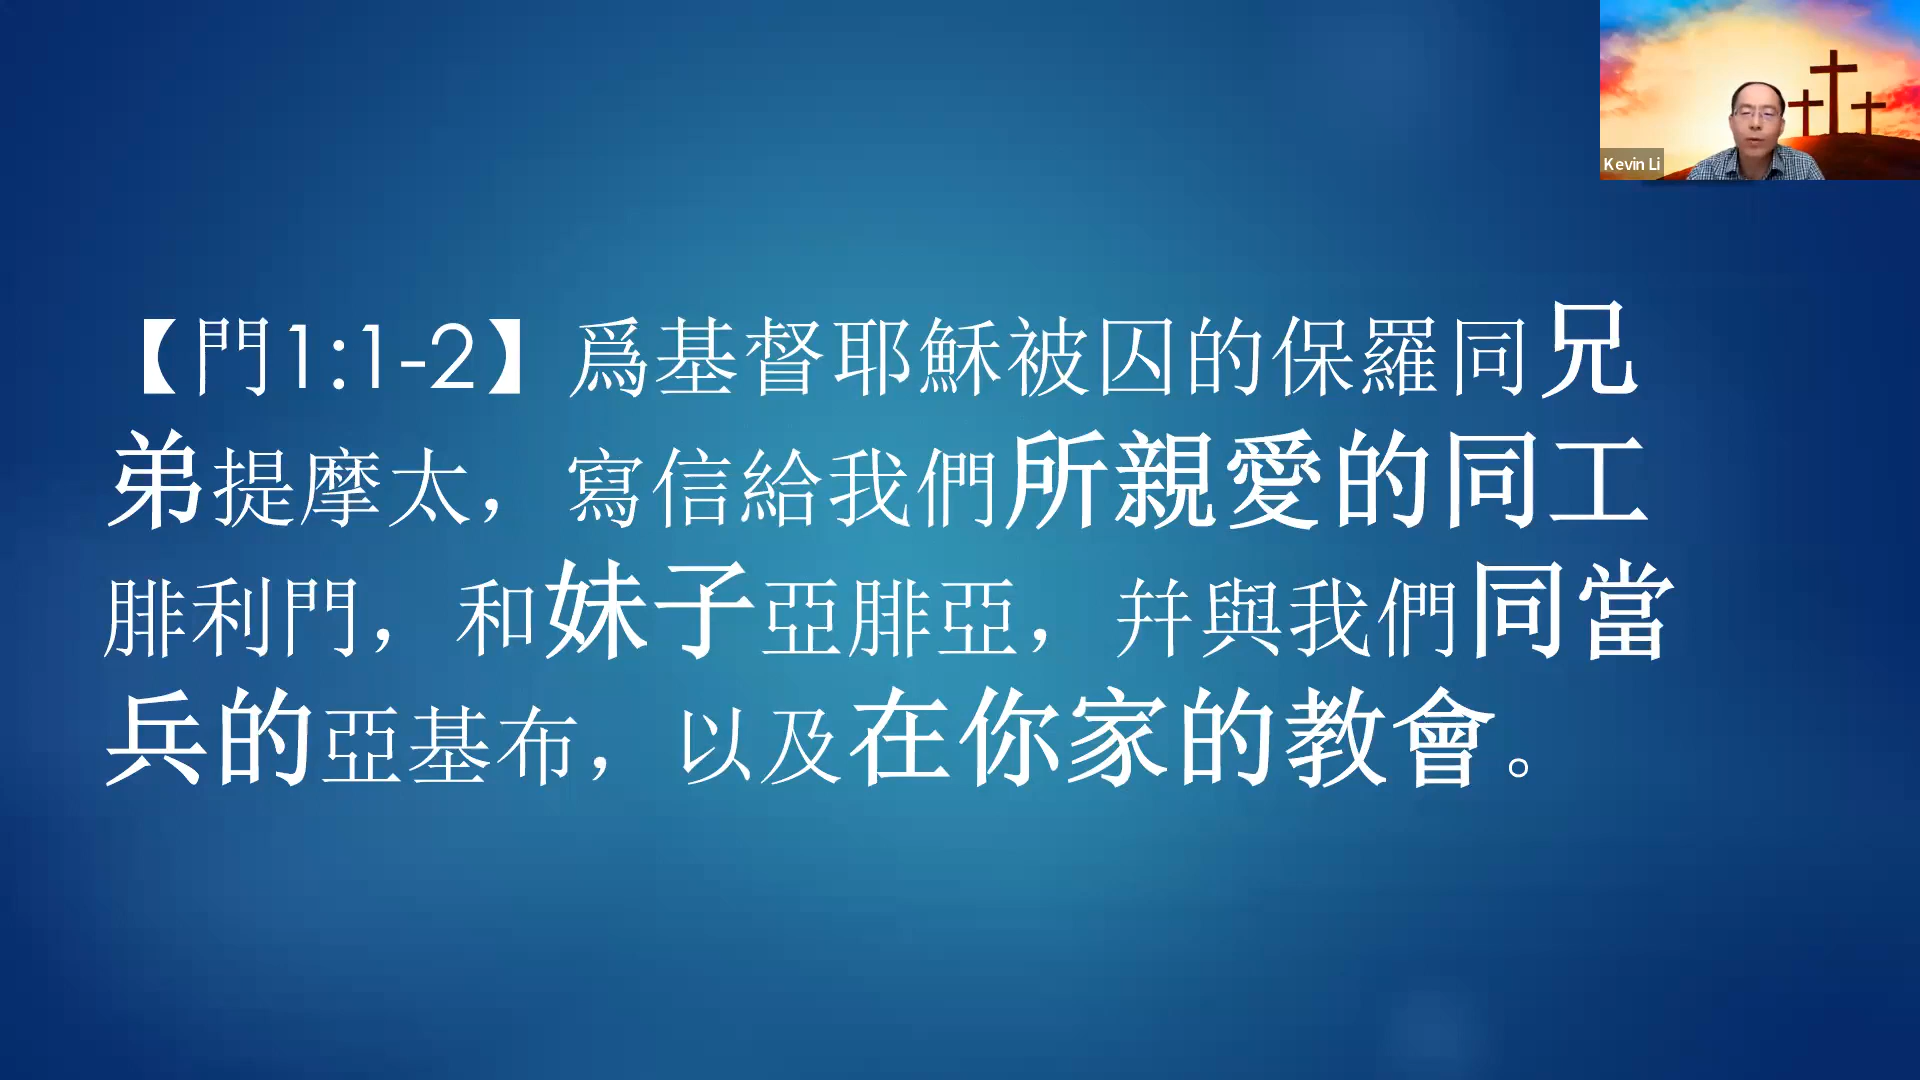 Kevin Li
【門1:1-2】爲基督耶穌被囚的保羅同兄
弟提摩太，寫信給我們所親愛的同工
腓利門，和妹子亞腓亞，幷與我們同當
兵的亞基布，以及在你家的教會。